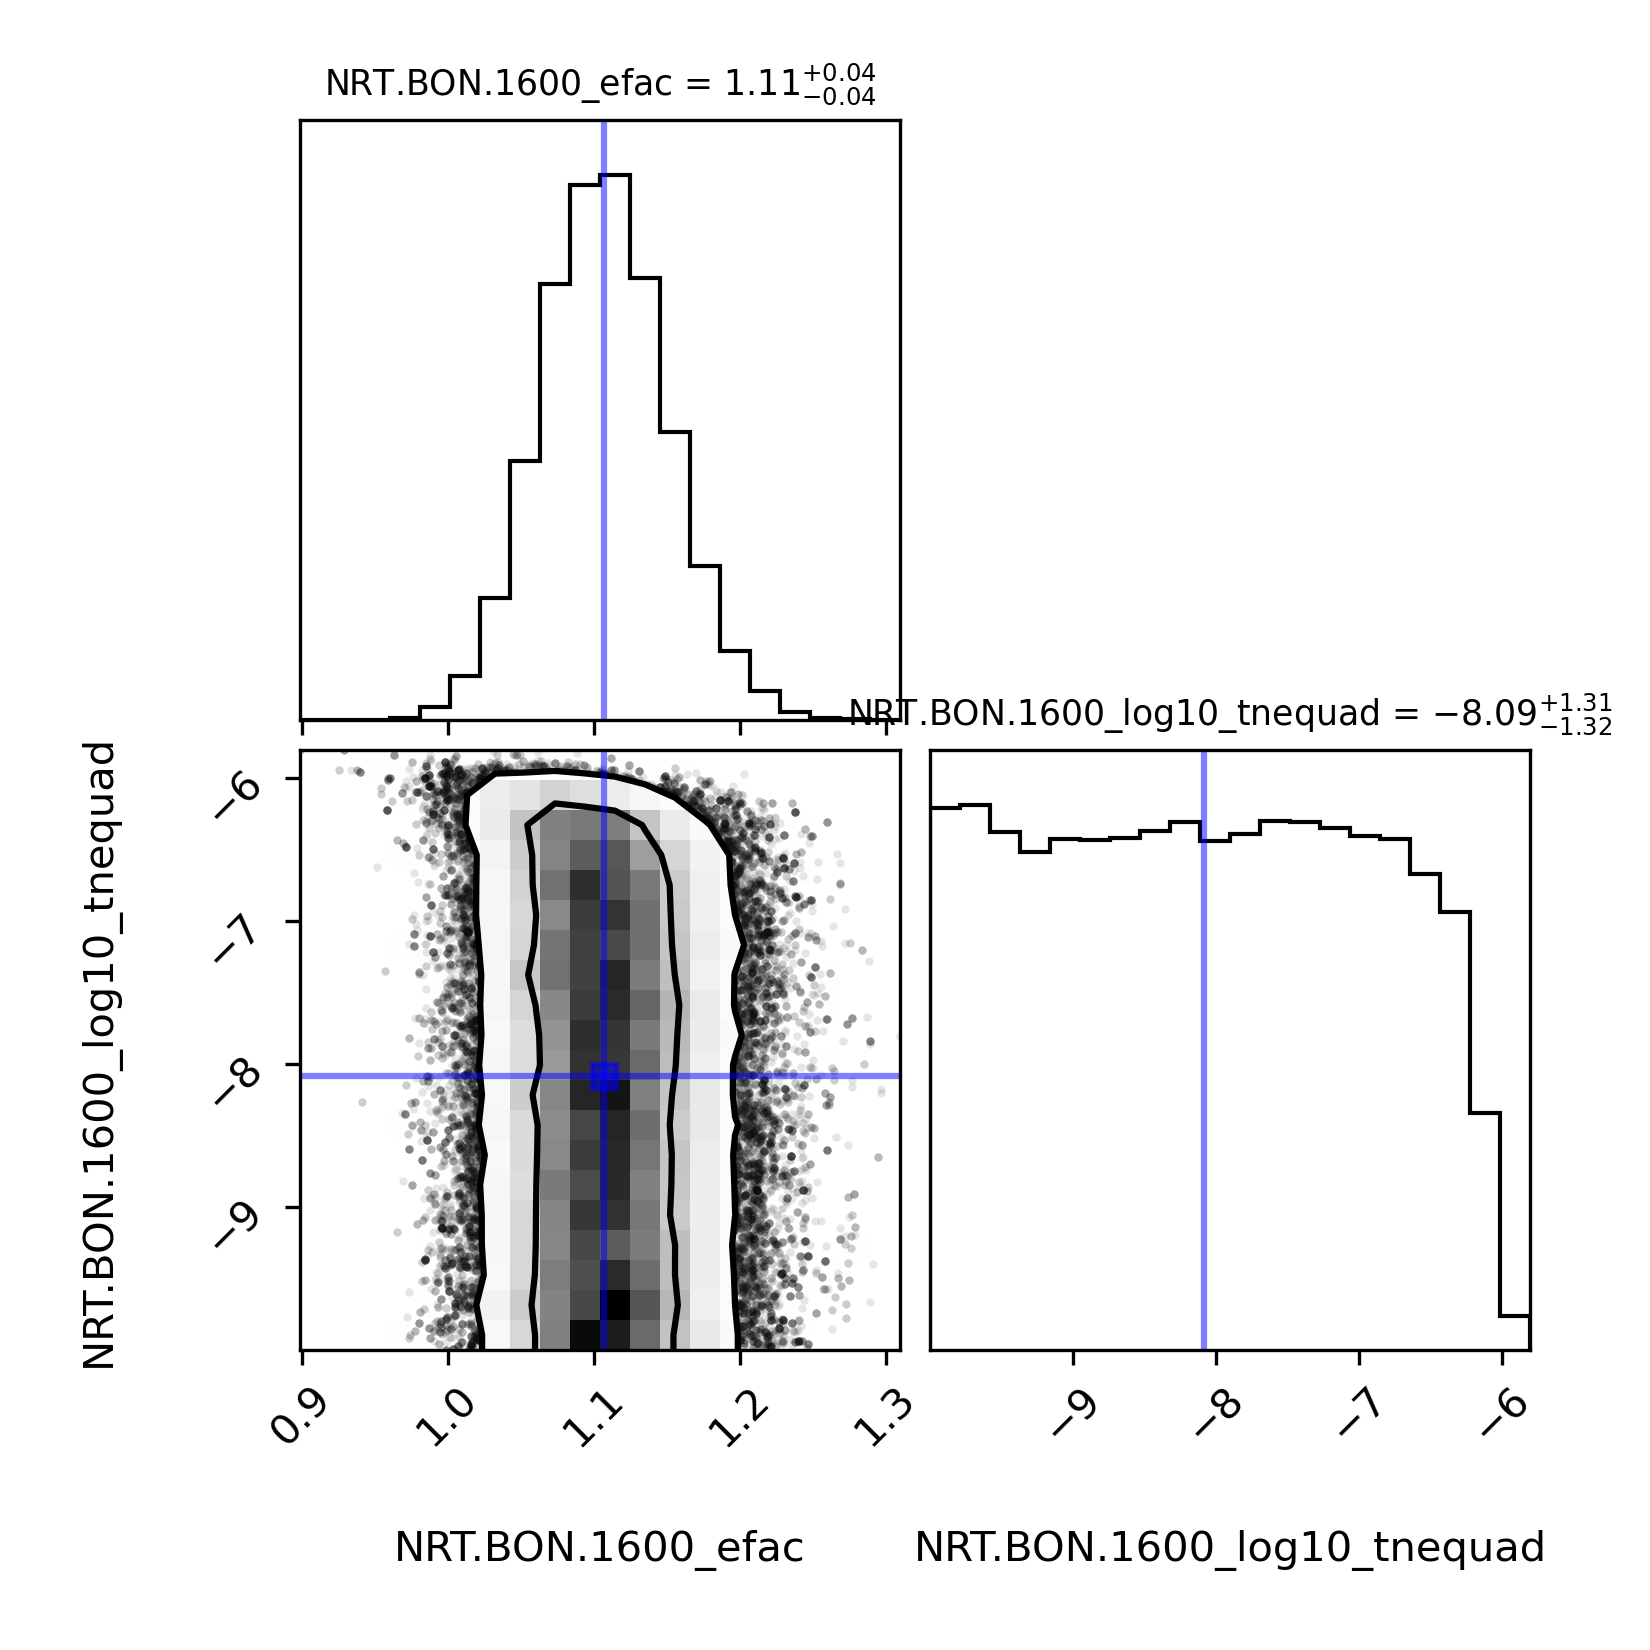 NRT.BON.1600_efac = 1.11+0.04 −0.04
NRT.BON.1600_log10_tnequad = −8.09+1.31 −1.32
NRT.BON.1600_log10_tnequad
−6
−7
−8
−9
0.9 1.0 1.1 1.2 1.3
−9 −8 −7 −6
NRT.BON.1600_efac
NRT.BON.1600_log10_tnequad